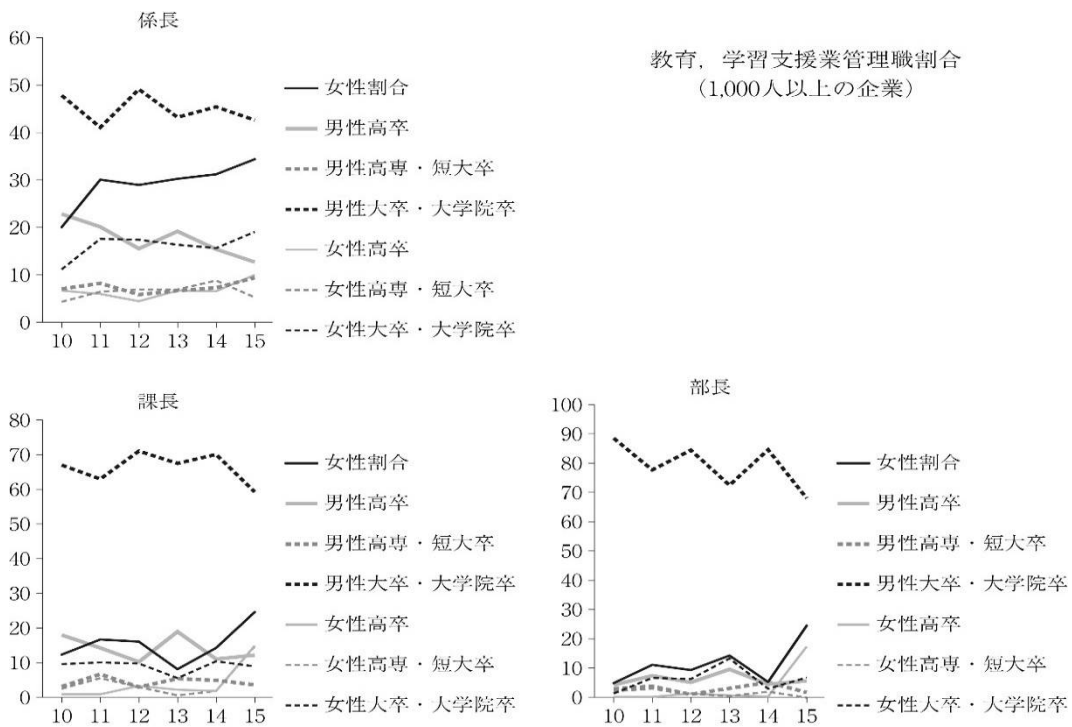 係長
教育，学習支援業管理職割合
（1,000人以上の企業）
60
50
40
30
20
10
0
10 11 12 13 14 15
女性割合
男性高卒
男性高専・短大卒
男性大卒・大学院卒
女性高卒
女性高専・短大卒
女性大卒・大学院卒
課長
80
70
60
50
40
30
20
10
0
10 11 12 13 14 15
女性割合
男性高卒
男性高専・短大卒
男性大卒・大学院卒
女性高卒
女性高専・短大卒
女性大卒・大学院卒
部長
100
90
80
70
60
50
40
30
20
10
0
10 11 12 13 14 15
女性割合
男性高卒
男性高専・短大卒
男性大卒・大学院卒
女性高卒
女性高専・短大卒
女性大卒・大学院卒